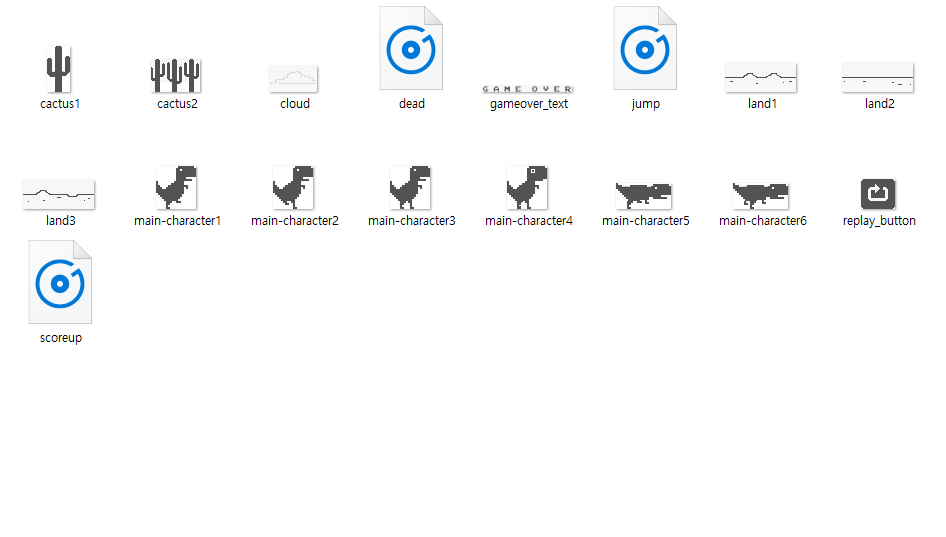 cactus1
cactus2
cloud
dead
GAME OVER
gameover_text
jump
land1
land2
land3
main-character1
main-character2
main-character3
main-character4
main-character5
main-character6
replay_button
scoreup